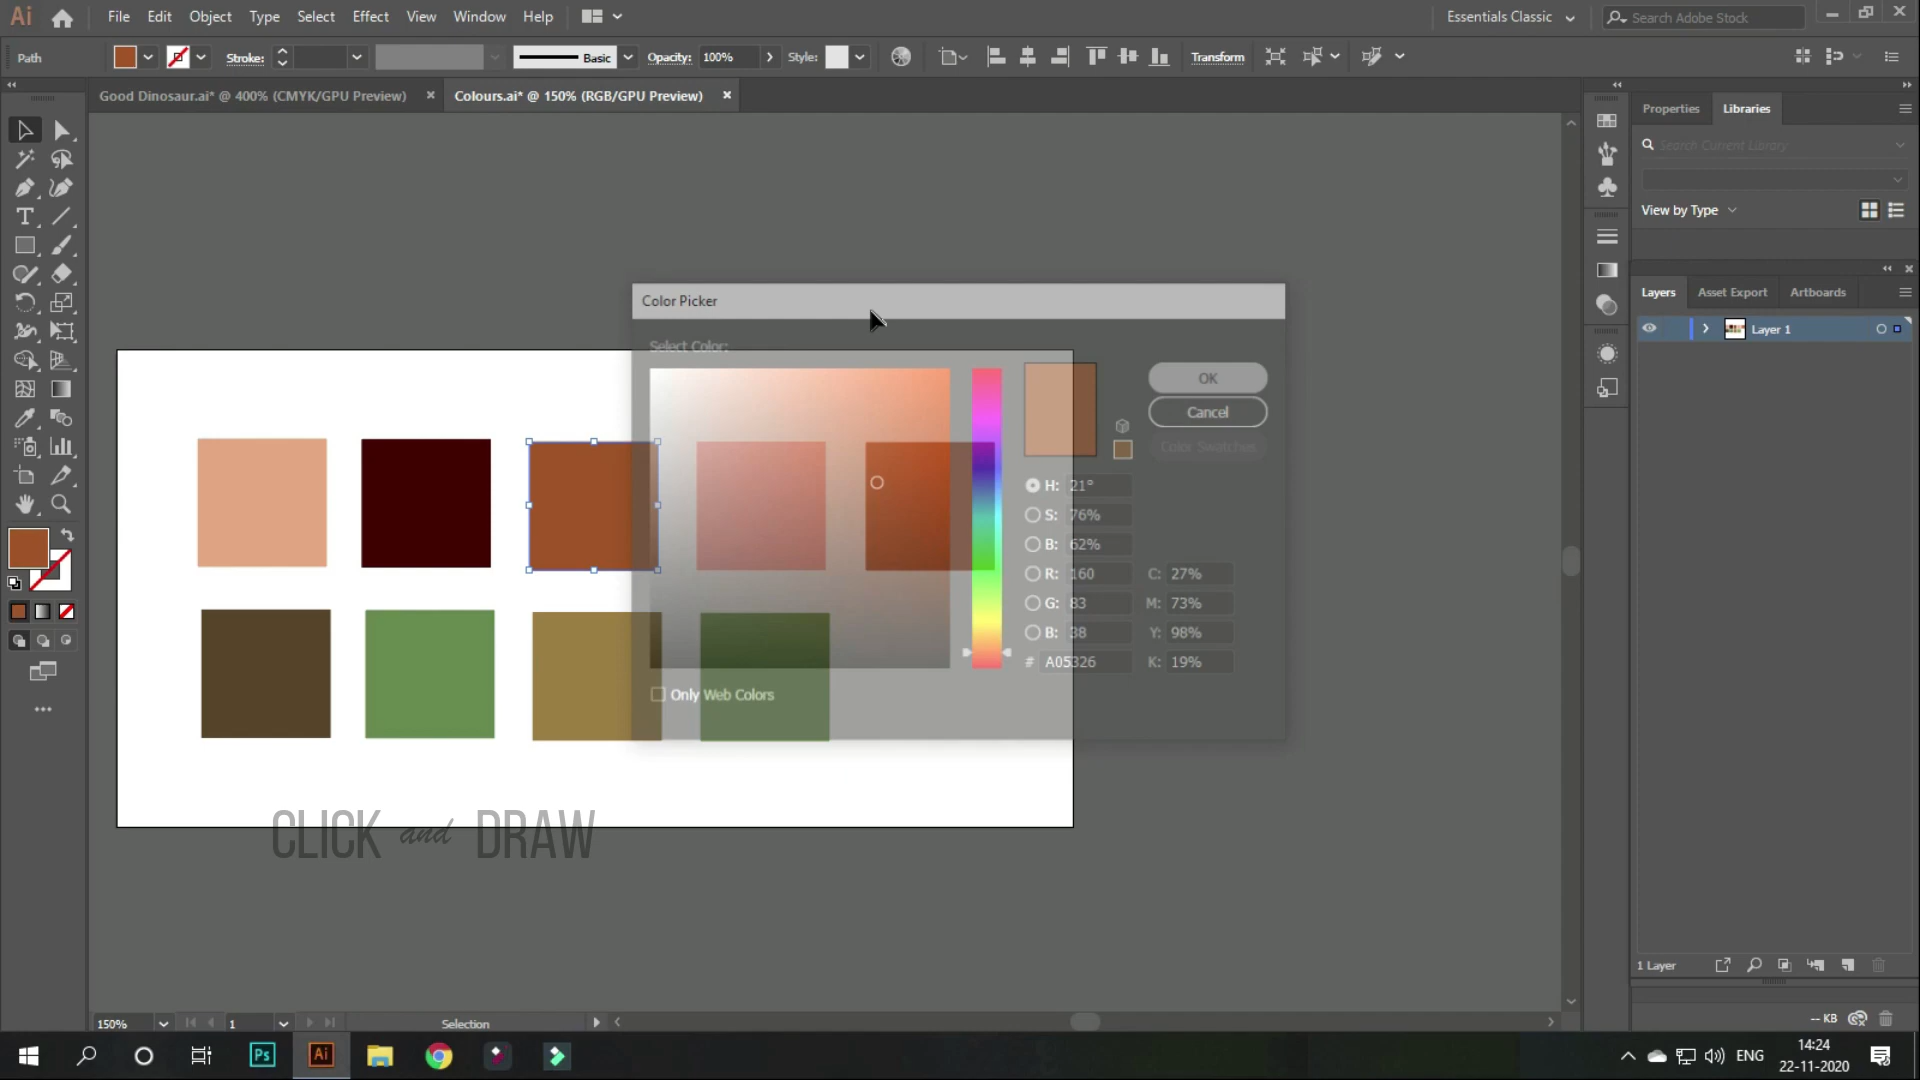 Ai File Edit Object Type Select Effect View Window Help Essentials Classic Search Adobe Stock
Path Stroke: Basic Opacity: 100% Style: Transform
Good Dinosaur.ai* @ 400% (CMYK/GPU Preview) Colours.ai* @ 150% (RGB/GPU Preview)
Properties Libraries
Search Current Library
View by Type
Layers Asset Export Artboards
Layer 1
Color Picker
Select Color:
OK
Cancel
Color Swatches
H: 21°
S: 76%
B: 62%
R: 160 C: 27%
G: 83 M: 73%
B: 38 Y: 98%
# A05326 K: 19%
Only Web Colors
CLICK and DRAW
1 Layer
-- KB
150% 1 Selection
Ps Ai ENG 14:24
22-11-2020